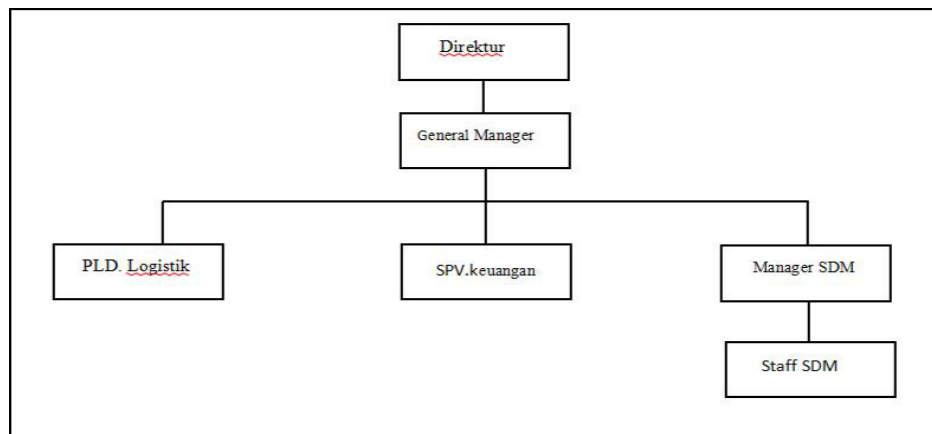 Direktur
General Manager
PLD. Logistik
SPV.keuangan
Manager SDM
Staff SDM